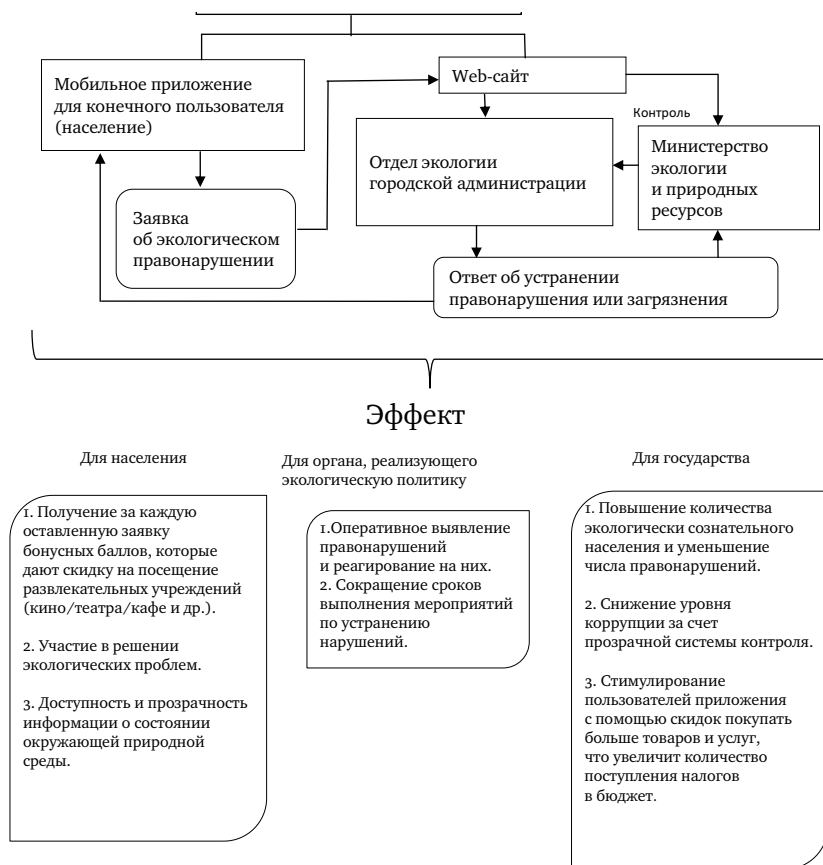 Мобильное приложение
для конечного пользователя
(население)
Web-сайт
Контроль
Отдел экологии
городской администрации
Министерство
экологии
и природных
ресурсов
Заявка
об экологическом
правонарушении
Ответ об устранении
правонарушения или загрязнения
Эффект
Для населения
1. Получение за каждую
оставленную заявку
бонусных баллов, которые
дают скидку на посещение
развлекательных учреждений
(кино/театра/кафе и др.).
2. Участие в решении
экологических проблем.
3. Доступность и прозрачность
информации о состоянии
окружающей природной
среды.
Для органа, реализующего
экологическую политику
1.Оперативное выявление
правонарушений
и реагирование на них.
2. Сокращение сроков
выполнения мероприятий
по устранению
нарушений.
Для государства
1. Повышение количества
экологически сознательного
населения и уменьшение
числа правонарушений.
2. Снижение уровня
коррупции за счет
прозрачной системы контроля.
3. Стимулирование
пользователей приложения
с помощью скидок покупать
больше товаров и услуг,
что увеличит количество
поступления налогов
в бюджет.